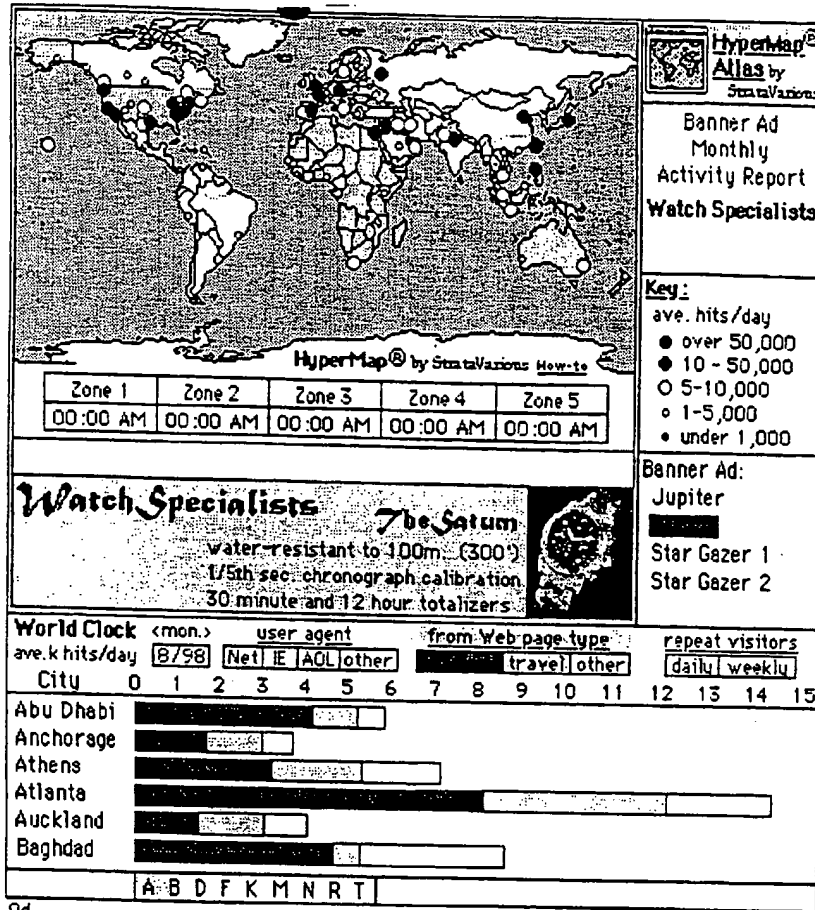 HyperMap®
Atlas by
StrataVarious
Banner Ad
Monthly
Activity Report
Watch Specialists
Key:
ave. hits/day
over 50,000
10 - 50,000
5-10,000
1-5,000
under 1,000
HyperMap® by StrataVarious How-to
Zone 1 Zone 2 Zone 3 Zone 4 Zone 5
00:00 AM 00:00 AM 00:00 AM 00:00 AM 00:00 AM
Banner Ad:
Jupiter
Star Gazer 1
Star Gazer 2
Watch Specialists
The Saturn
water-resistant to 100m. (300')
1/5th sec. chronograph calibration
30 minute and 12 hour totalizers
World Clock <mon.> user agent from Web page type repeat visitors
ave.k hits/day 8/98 Net IE AOL other travel other daily weekly
City 0 1 2 3 4 5 6 7 8 9 10 11 12 13 14 15
Abu Dhabi
Anchorage
Athens
Atlanta
Auckland
Baghdad
A B D F K M N R T